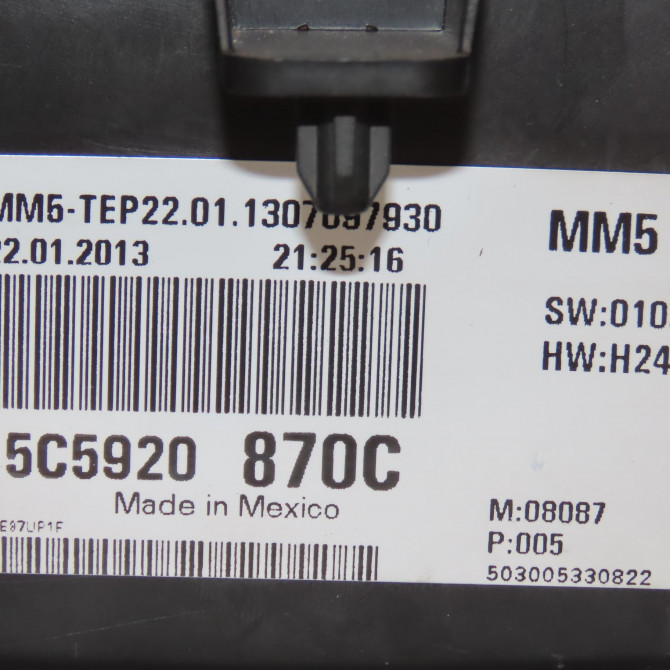 MM5-TEP22.01.1307097930
22.01.2013 21:25:16
MM5
SW:010
HW:H24
5C5920 870C
Made in Mexico
E87UP1F
M:08087
P:005
503005330822